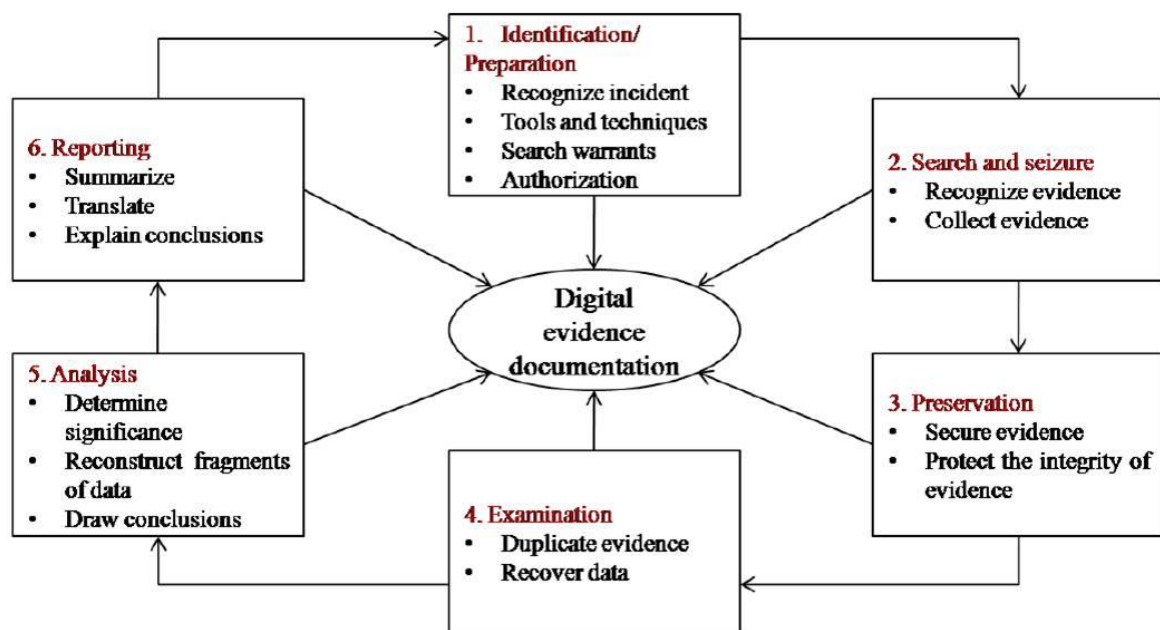 1. Identification/
Preparation
• Recognize incident
• Tools and techniques
• Search warrants
• Authorization
2. Search and seizure
• Recognize evidence
• Collect evidence
3. Preservation
• Secure evidence
• Protect the integrity of
evidence
4. Examination
• Duplicate evidence
• Recover data
5. Analysis
• Determine
significance
• Reconstruct fragments
of data
• Draw conclusions
6. Reporting
• Summarize
• Translate
• Explain conclusions
Digital
evidence
documentation